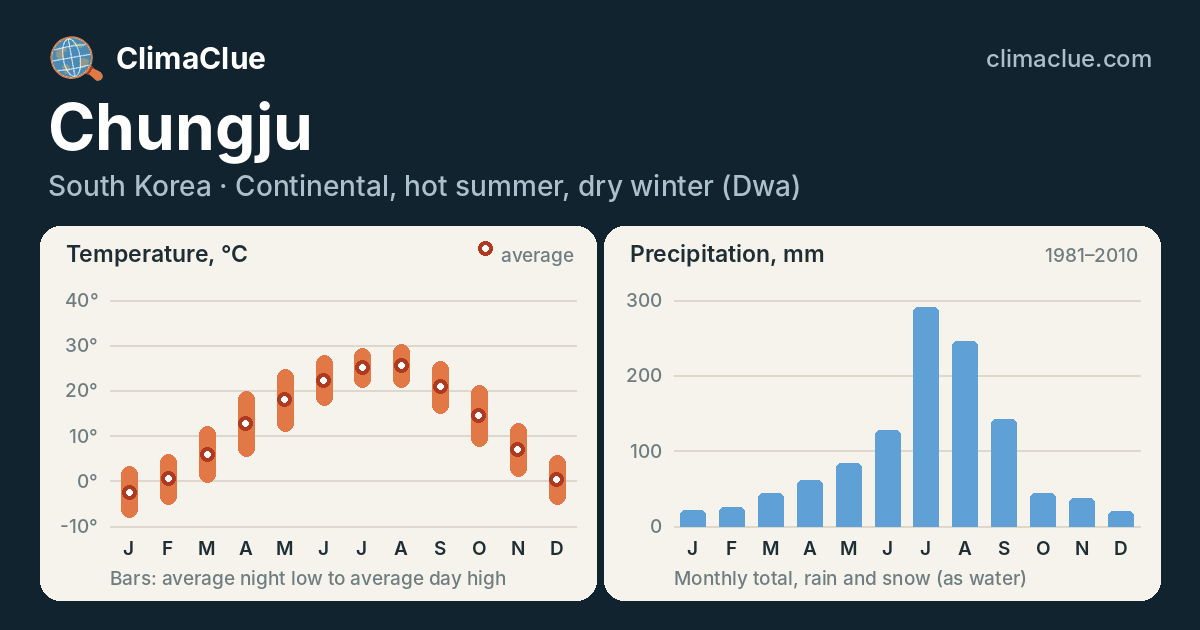 ClimaClue
climaclue.com
Chungju
South Korea · Continental, hot summer, dry winter (Dwa)
Temperature, °C
average
40°
30°
20°
10°
0°
-10°
J F M A M J J A S O N D
Bars: average night low to average day high
Precipitation, mm
1981–2010
300
200
100
0
J F M A M J J A S O N D
Monthly total, rain and snow (as water)